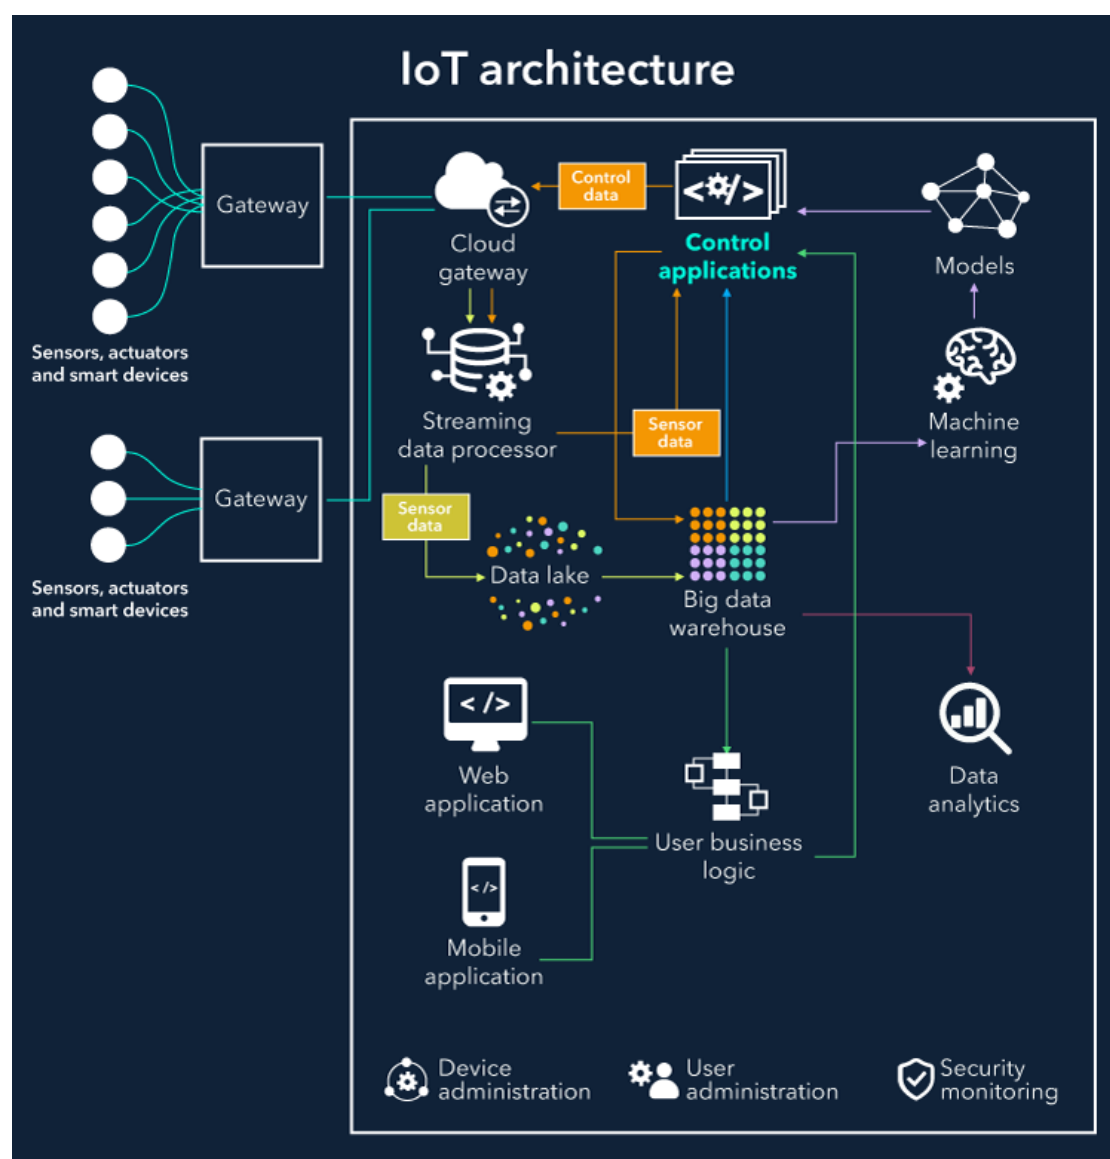 IoT architecture
Gateway
Sensors, actuators
and smart devices
Gateway
Sensors, actuators
and smart devices
Cloud
gateway
Control
data
</>
Control
applications
Models
Streaming
data processor
Sensor
data
Machine
learning
Sensor
data
Data lake
Big data
warehouse
</>
Web
application
User business
logic
Data
analytics
</>
Mobile
application
Device
administration
User
administration
Security
monitoring